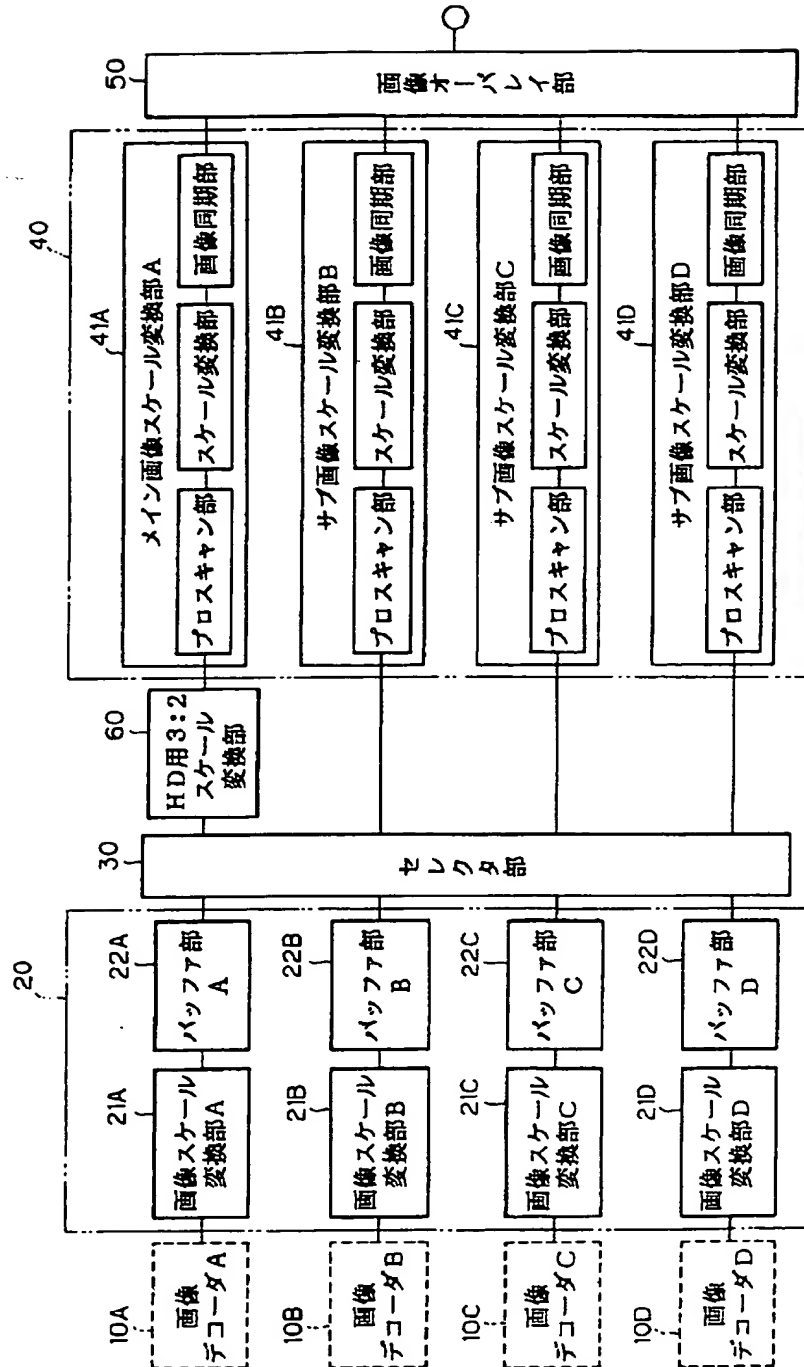 10A
画像
デコーダA
10B
画像
デコーダB
10C
画像
デコーダC
10D
画像
デコーダD
20
21A
画像スケール
変換部A
22A
バッファ部
A
21B
画像スケール
変換部B
22B
バッファ部
B
21C
画像スケール
変換部C
22C
バッファ部
C
21D
画像スケール
変換部D
22D
バッファ部
D
30
セレクタ部
60
HD用3:2
スケール
変換部
40
41A
メイン画像スケール変換部A
プロスキャン部
スケール変換部
画像同期部
41B
サブ画像スケール変換部B
プロスキャン部
スケール変換部
画像同期部
41C
サブ画像スケール変換部C
プロスキャン部
スケール変換部
画像同期部
41D
サブ画像スケール変換部D
プロスキャン部
スケール変換部
画像同期部
50
画像オーバレイ部